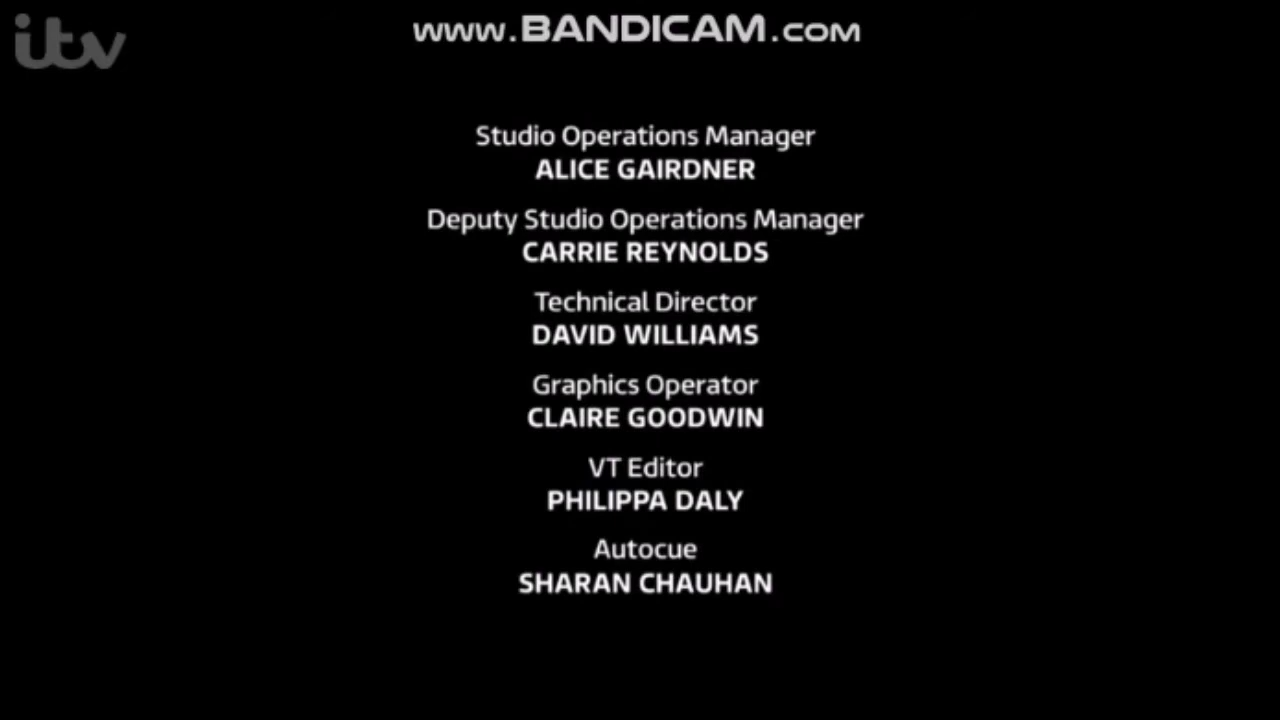 itv
www.BANDICAM.COM
Studio Operations Manager
ALICE GAIRDNER
Deputy Studio Operations Manager
CARRIE REYNOLDS
Technical Director
DAVID WILLIAMS
Graphics Operator
CLAIRE GOODWIN
VT Editor
PHILIPPA DALY
Autocue
SHARAN CHAUHAN